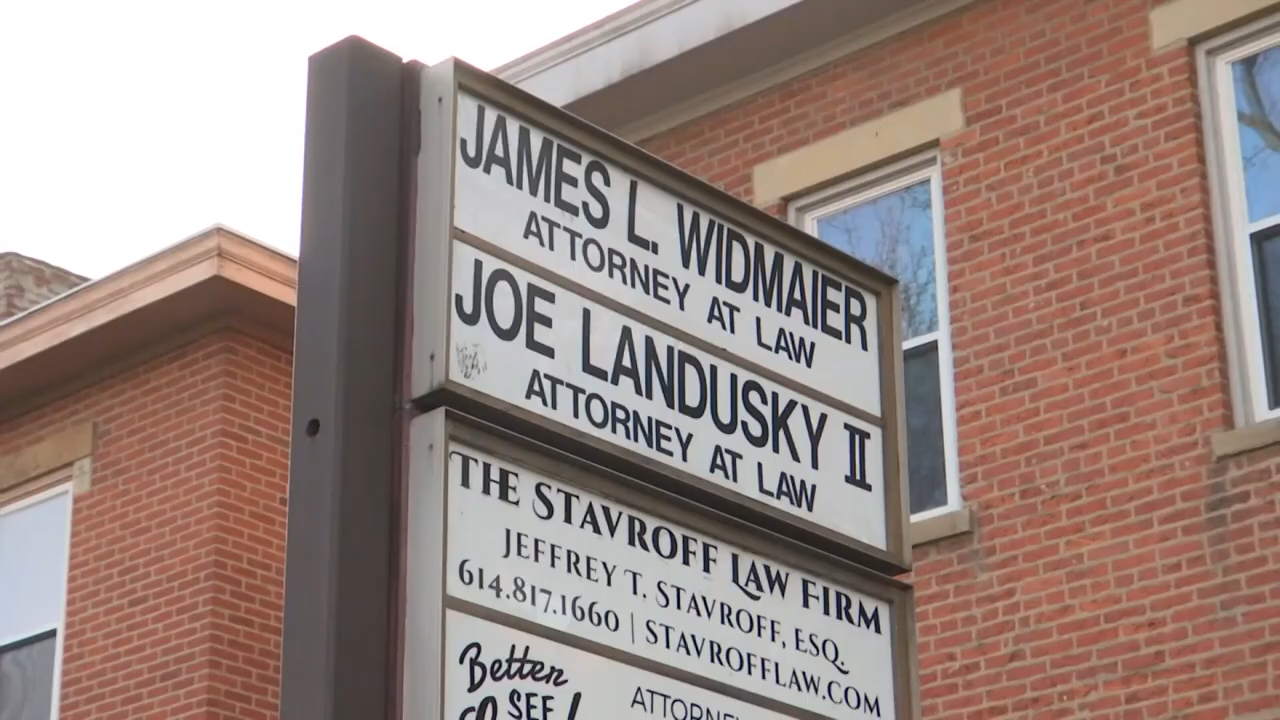 JAMES L. WIDMAIER
ATTORNEY AT LAW
JOE LANDUSKY II
ATTORNEY AT LAW
THE STAVROFF LAW FIRM
JEFFREY T. STAVROFF, ESQ.
614.817.1660 | STAVROFFLAW.COM
Better
SEE